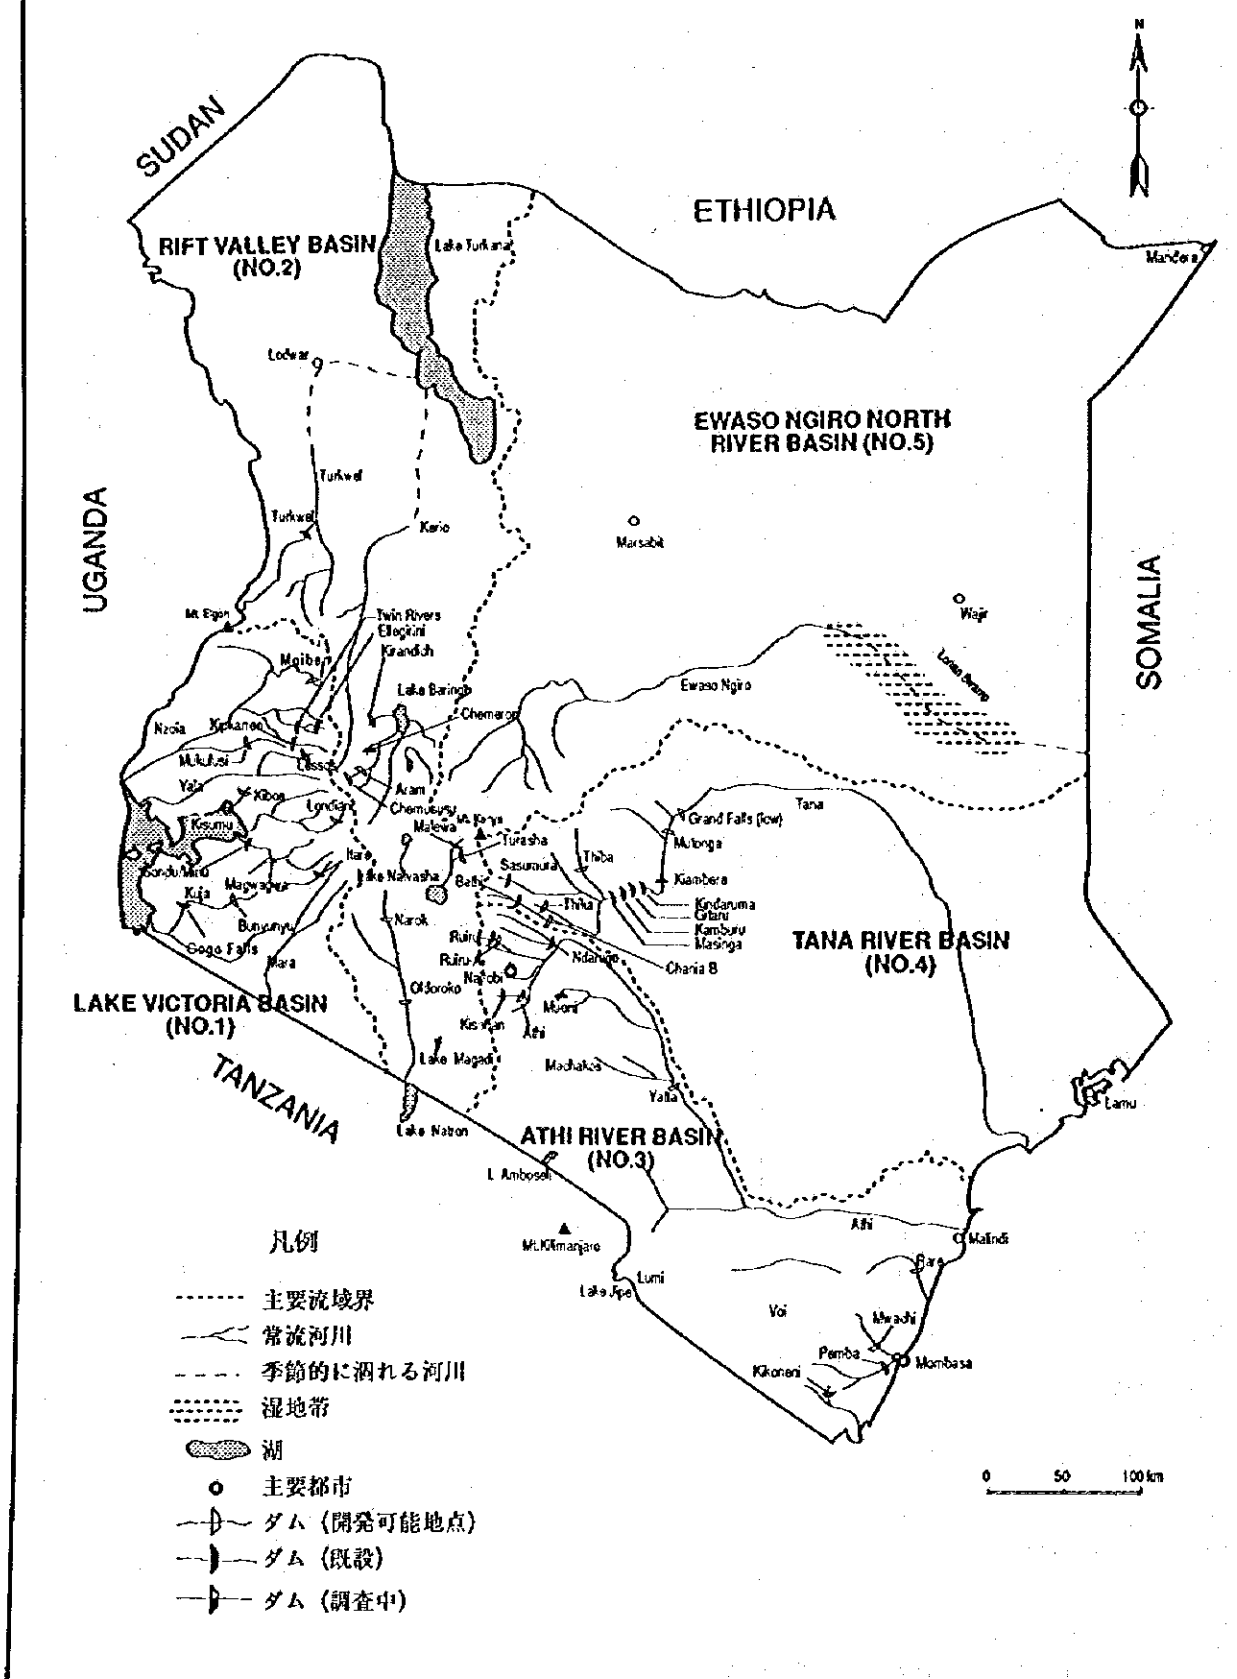 N
SUDAN
ETHIOPIA
RIFT VALLEY BASIN
(NO.2)
Lake Turkana
Mandera
Lodwar
EWASO NGIRO NORTH
RIVER BASIN (NO.5)
Turkwel
Turkwel
Kerio
Marsabit
UGANDA
SOMALIA
Wajir
Mt. Elgon
Twin Rivers
Ellegirini
Kirandich
Moiben
Lorian Swamp
Ewaso Ngiro
Lake Baringo
Chemeron
Nzoia
Kipkarren
Mukulusi
Lessos
Yala
Kibos
Aram
Londiani
Chemususu
Mt. Kenya
Tana
Grand Falls (low)
Kisumu
Malewa
Turasha
Mutonga
Itare
Sasumura
Thiba
Sondu/Miriu
Lake Naivasha
Bathi
Kiambere
Kuja
Magwagwa
Thika
Kindaruma
Gitaru
Bunyunyu
Narok
Kamburu
Masinga
TANA RIVER BASIN
(NO.4)
Gogo Falls
Ruiru
Ndarugu
Mara
Ruiru-A
Chania B
Nairobi
LAKE VICTORIA BASIN
(NO.1)
Oldoroko
Muoni
Athi
Lake Magadi
Machakos
TANZANIA
Yatta
Lamu
Lake Natron
ATHI RIVER BASIN
(NO.3)
L. Amboseli
Athi
Malindi
Mt.Kilimanjaro
Rare
Lumi
Lake Jipe
Voi
Mwachi
Pemba
Mombasa
Kikoneni
凡例
主要流域界
常流河川
季節的に涸れる河川
湿地帯
湖
主要都市
ダム (開発可能地点)
ダム (既設)
ダム (調査中)
0 50 100 km